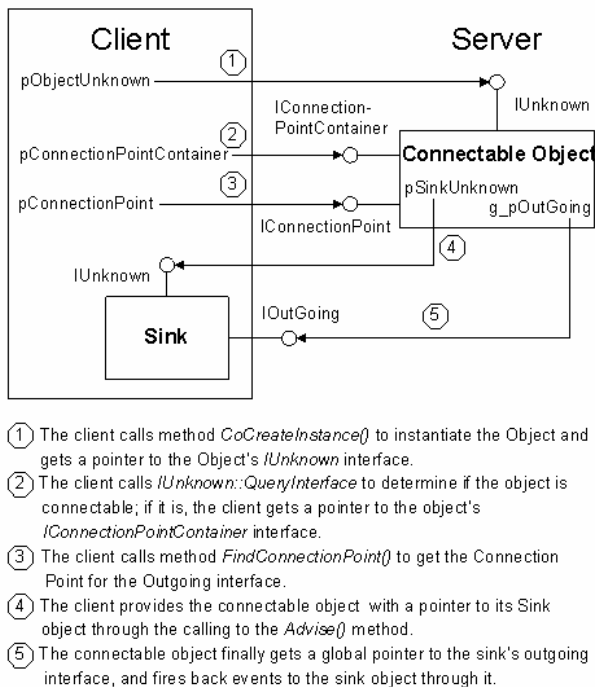 Client
Server
1
pObjectUnknown
IUnknown
IConnection-
PointContainer
2
pConnectionPointContainer
Connectable Object
3
pSinkUnknown
pConnectionPoint
g_pOutGoing
IConnectionPoint
4
IUnknown
IOutGoing
5
Sink
1 The client calls method CoCreateInstance() to instantiate the Object and
gets a pointer to the Object's IUnknown interface.
2 The client calls IUnknown::QueryInterface to determine if the object is
connectable; if it is, the client gets a pointer to the object's
IConnectionPointContainer interface.
3 The client calls method FindConnectionPoint() to get the Connection
Point for the Outgoing interface.
4 The client provides the connectable object with a pointer to its Sink
object through the calling to the Advise() method.
5 The connectable object finally gets a global pointer to the sink's outgoing
interface, and fires back events to the sink object through it.